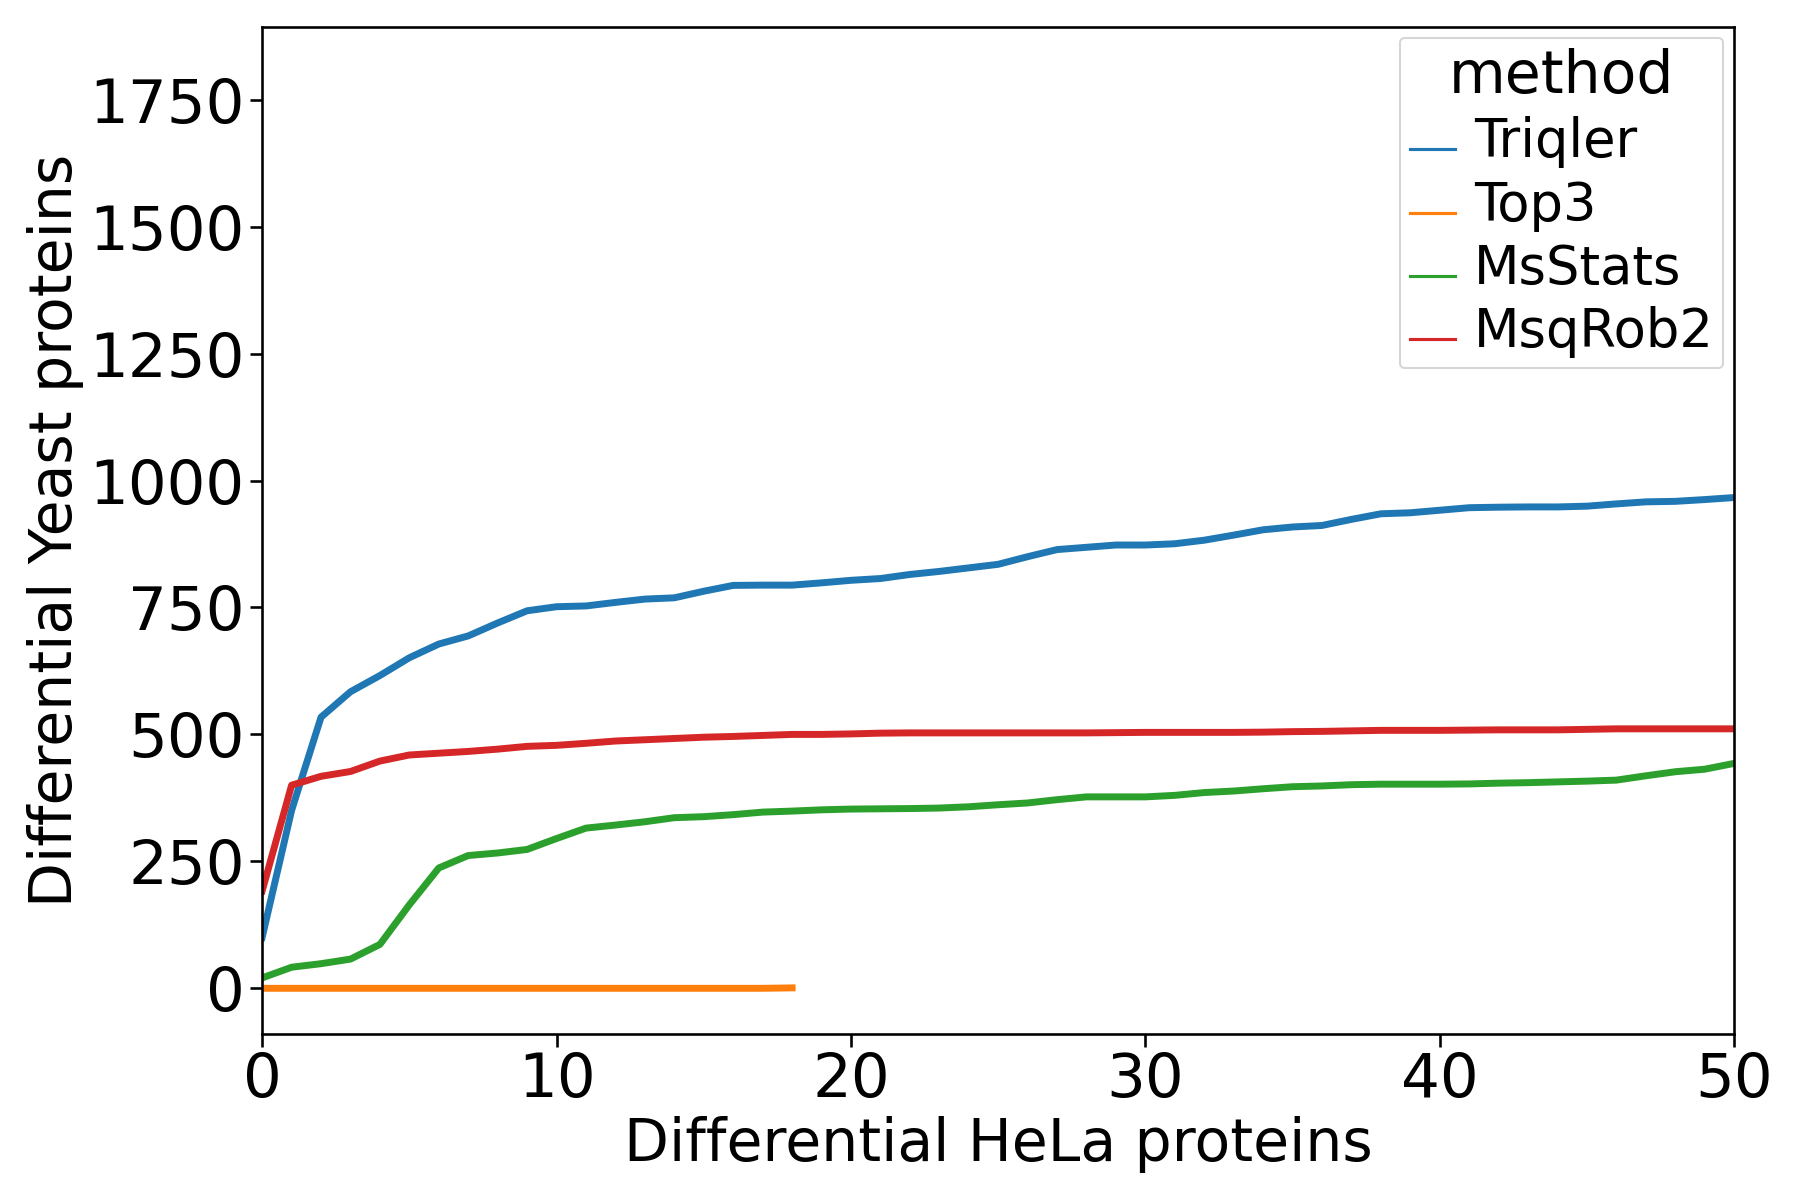 method
Triqler
Top3
MsStats
MsqRob2
Differential Yeast proteins
1750
1500
1250
1000
750
500
250
0
0 10 20 30 40 50
Differential HeLa proteins